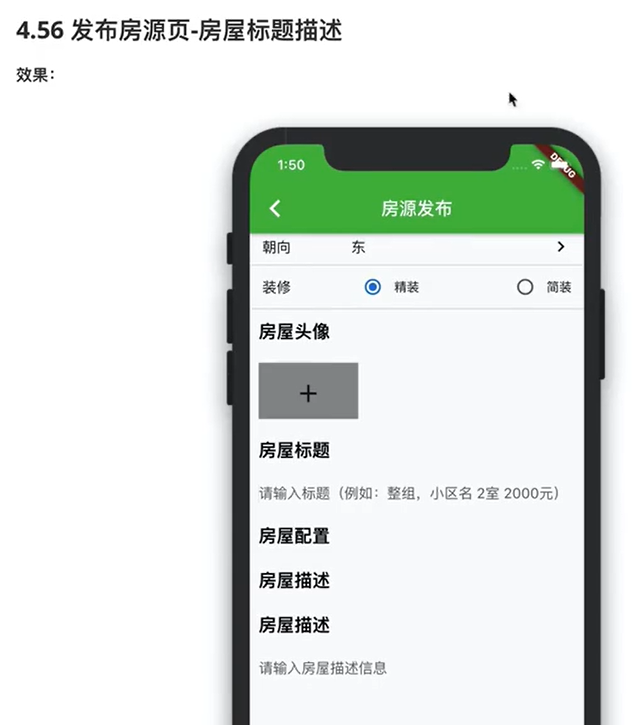 4.56 发布房源页-房屋标题描述
效果：
1:50
DEBUG
房源发布
朝向 东
装修 精装 简装
房屋头像
+
房屋标题
请输入标题（例如：整组，小区名 2室 2000元）
房屋配置
房屋描述
房屋描述
请输入房屋描述信息